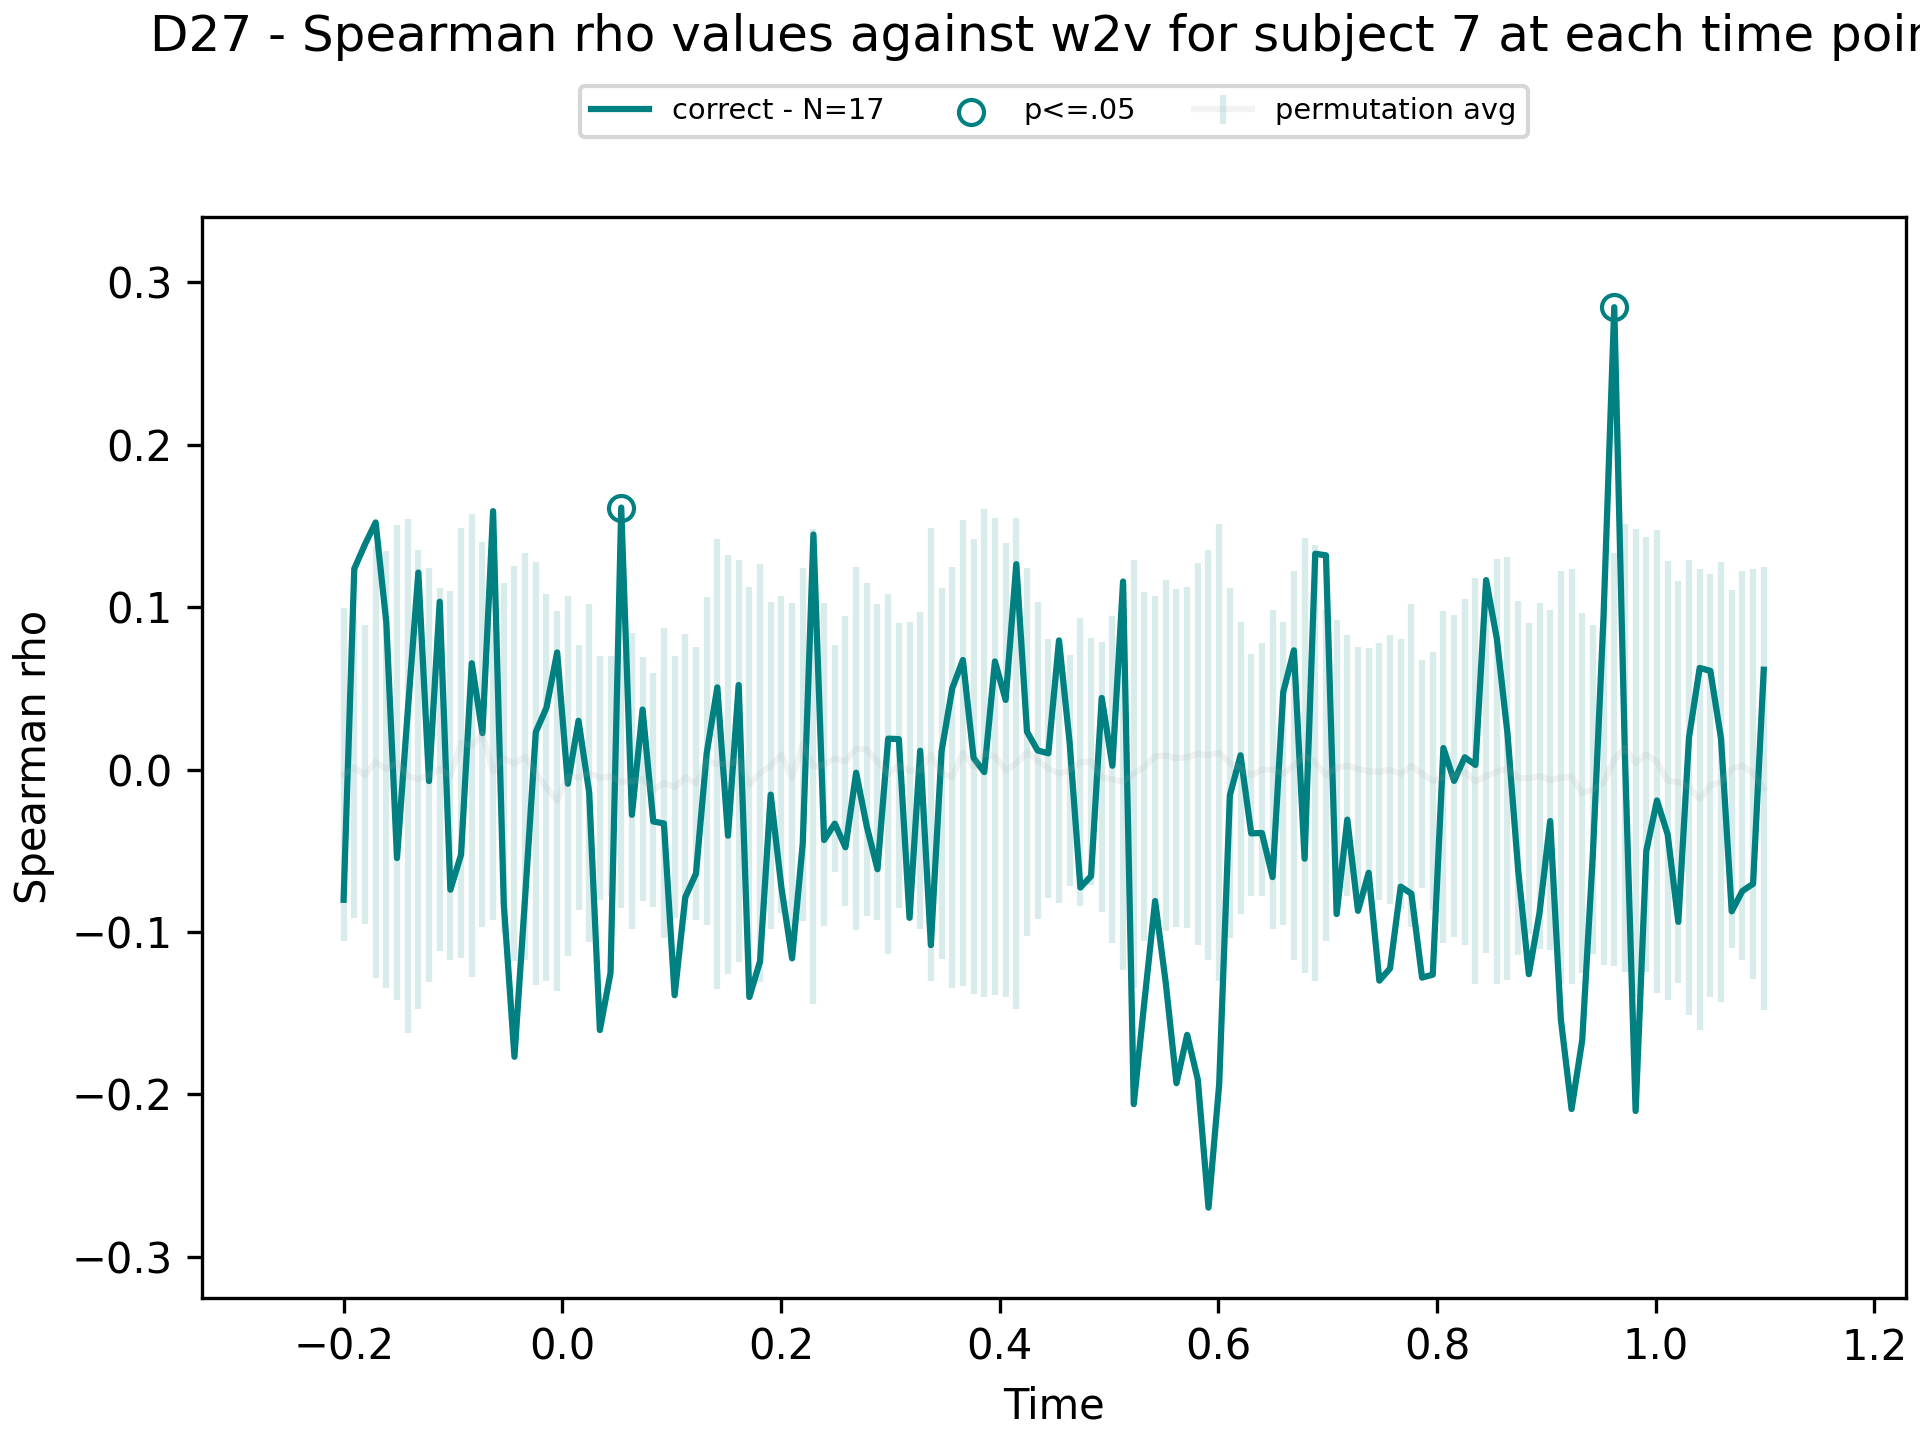 D27 - Spearman rho values against w2v for subject 7 at each time
correct - N=17 p<=.05 permutation avg
0.3
0.2
0.1
0.0
−0.1
−0.2
−0.3
Spearman rho
−0.2 0.0 0.2 0.4 0.6 0.8 1.0 1.2
Time